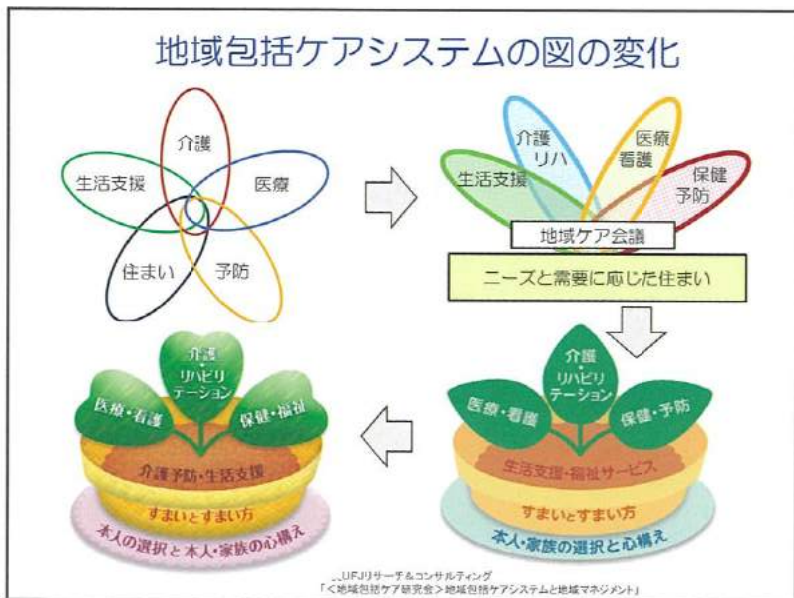 地域包括ケアシステムの図の変化
介護
生活支援
医療
住まい
予防
介護
リハ
医療
看護
生活支援
保健
予防
地域ケア会議
ニーズと需要に応じた住まい
介護
・
リハビリ
テーション
医療・看護
保健・予防
生活支援・福祉サービス
すまいとすまい方
本人・家族の選択と心構え
介護
・
リハビリ
テーション
医療・看護
保健・福祉
介護予防・生活支援
すまいとすまい方
本人の選択と本人・家族の心構え
UFJリサーチ&コンサルティング
「<地域包括ケア研究会>地域包括ケアシステムと地域マネジメント」